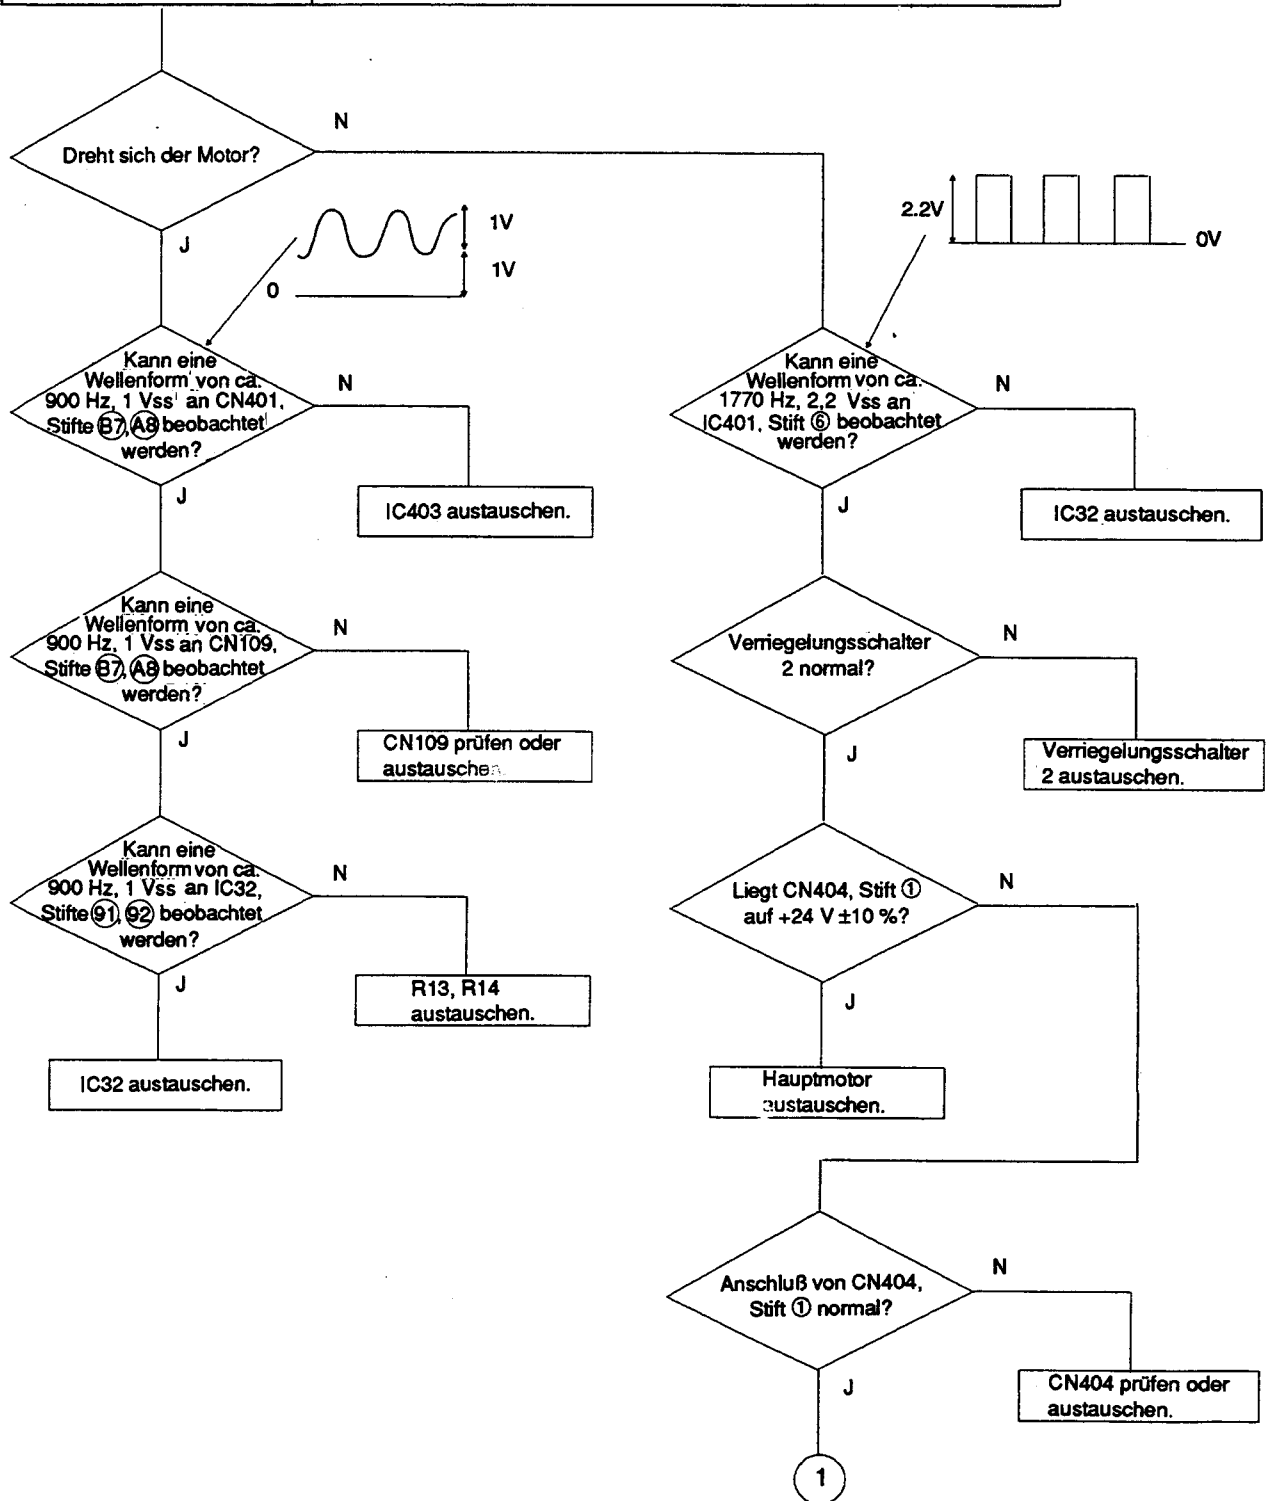 Dreht sich der Motor?
N
J
1V
1V
0
2.2V
0V
Kann eine
Wellenform von ca.
900 Hz, 1 Vss an CN401,
Stifte B7, A8 beobachtet
werden?
N
J
IC403 austauschen.
Kann eine
Wellenform von ca.
1770 Hz, 2,2 Vss an
IC401, Stift ⑥ beobachtet
werden?
N
J
IC32 austauschen.
Kann eine
Wellenform von ca.
900 Hz, 1 Vss an CN109,
Stifte B7, A8 beobachtet
werden?
N
J
CN109 prüfen oder
austauschen.
Verriegelungsschalter
2 normal?
N
J
Verriegelungsschalter
2 austauschen.
Kann eine
Wellenform von ca.
900 Hz, 1 Vss an IC32,
Stifte 91, 92 beobachtet
werden?
N
J
R13, R14
austauschen.
IC32 austauschen.
Liegt CN404, Stift ①
auf +24 V ±10 %?
N
J
Hauptmotor
austauschen.
Anschluß von CN404,
Stift ① normal?
N
J
CN404 prüfen oder
austauschen.
1